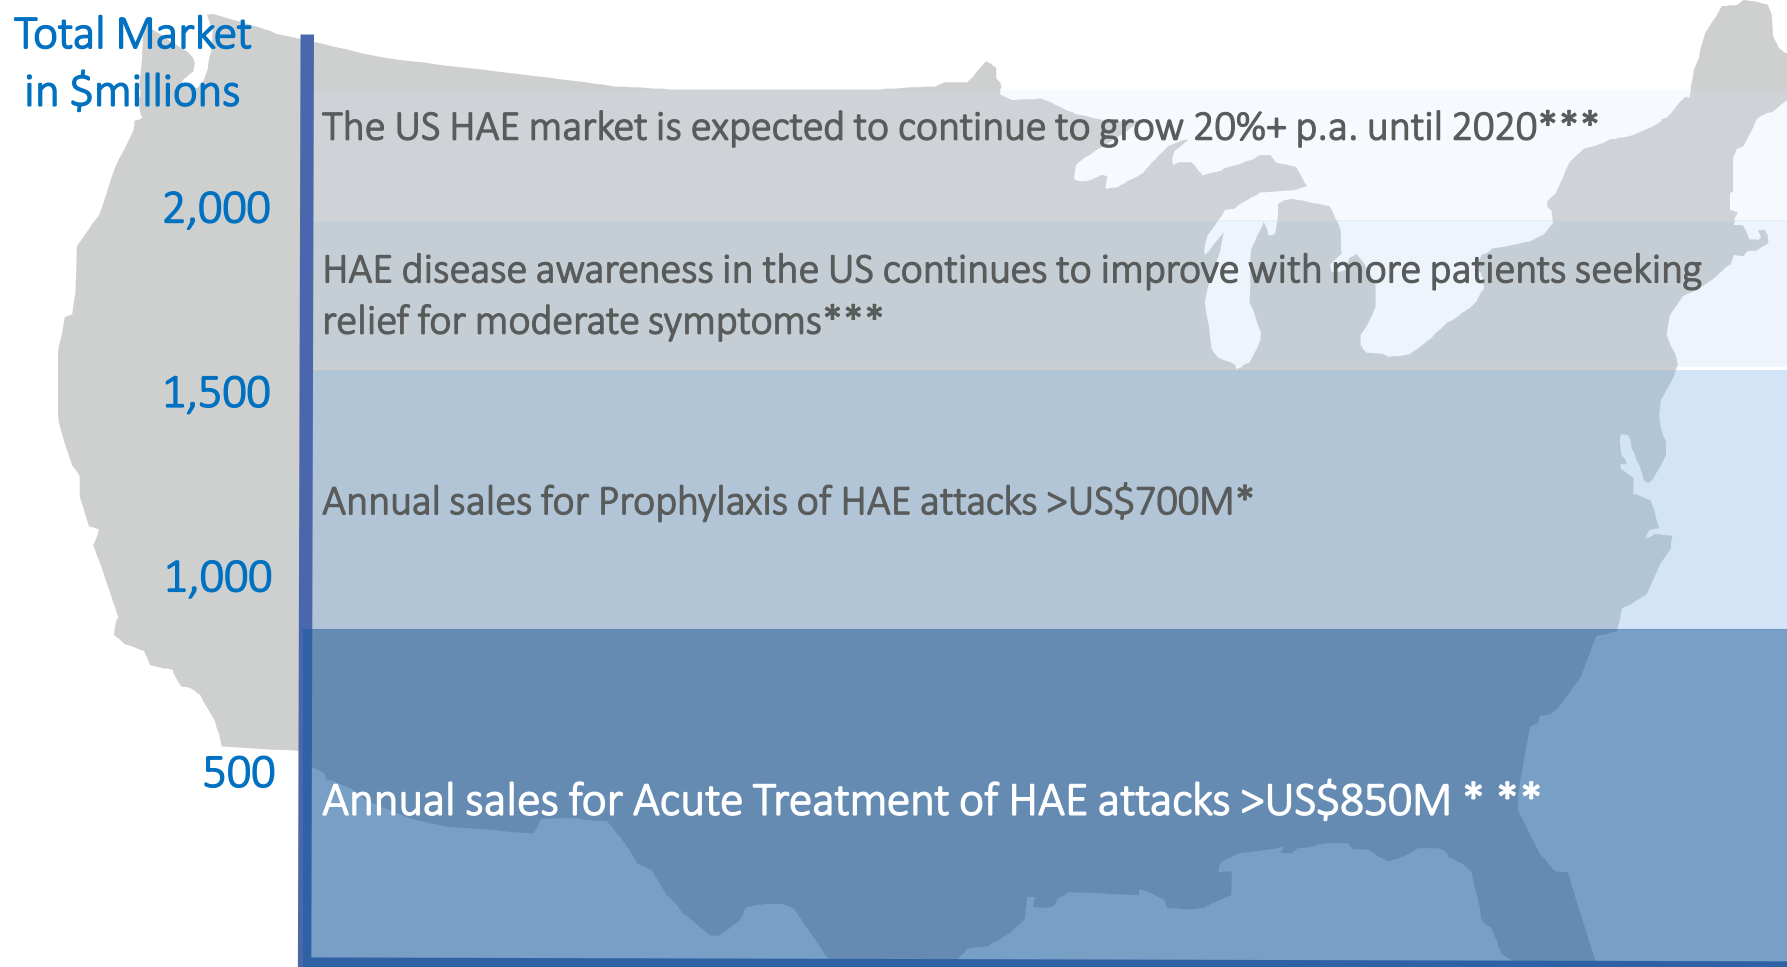 Total Market
in $millions
The US HAE market is expected to continue to grow 20%+ p.a. until 2020***
2,000
HAE disease awareness in the US continues to improve with more patients seeking
relief for moderate symptoms***
1,500
Annual sales for Prophylaxis of HAE attacks >US$700M*
1,000
500
Annual sales for Acute Treatment of HAE attacks >US$850M * **